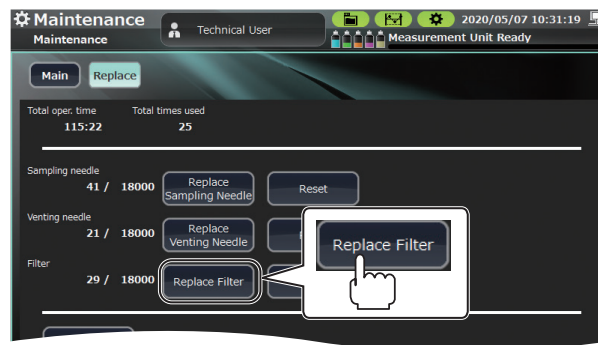 Maintenance
Maintenance
Technical User
2020/05/07 10:31:19
Measurement Unit Ready
Main
Replace
Total oper. time
Total times used
115:22
25
Sampling needle
41 / 18000
Replace
Sampling Needle
Reset
Venting needle
21 / 18000
Replace
Venting Needle
Filter
29 / 18000
Replace Filter
Replace Filter